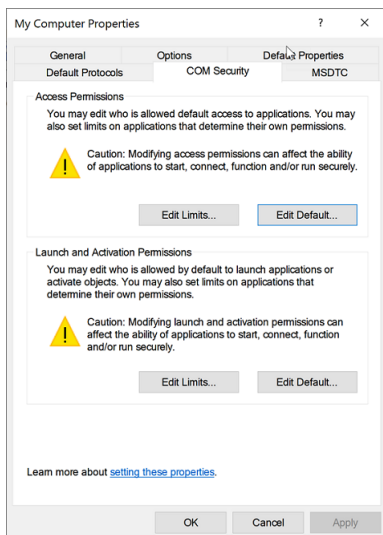 My Computer Properties
?
×
General
Options
Default Properties
Default Protocols
COM Security
MSDTC
Access Permissions
You may edit who is allowed default access to applications. You may
also set limits on applications that determine their own permissions.
Caution: Modifying access permissions can affect the ability
of applications to start, connect, function and/or run securely.
Edit Limits...
Edit Default...
Launch and Activation Permissions
You may edit who is allowed by default to launch applications or
activate objects. You may also set limits on applications that
determine their own permissions.
Caution: Modifying launch and activation permissions can
affect the ability of applications to start, connect, function
and/or run securely.
Edit Limits...
Edit Default...
Learn more about setting these properties.
OK
Cancel
Apply